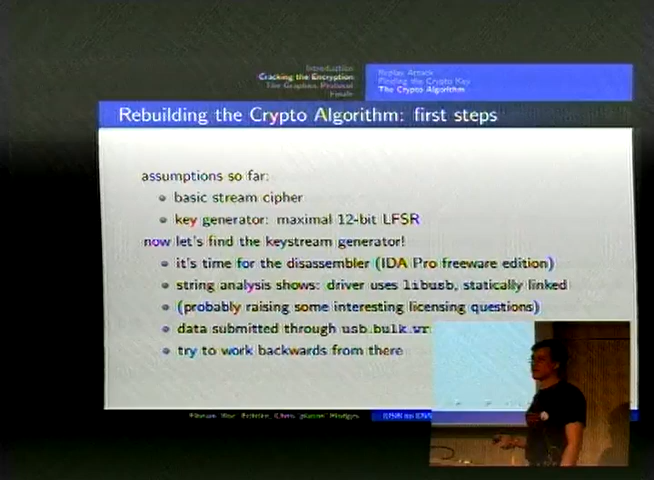 Introduction
Cracking the Encryption
The Graphics Protocol
Finale
Replay Attack
Finding the Crypto Key
The Crypto Algorithm
Rebuilding the Crypto Algorithm: first steps
assumptions so far:
basic stream cipher
key generator: maximal 12-bit LFSR
now let's find the keystream generator!
it's time for the disassembler (IDA Pro freeware edition)
string analysis shows: driver uses libusb, statically linked
(probably raising some interesting licensing questions)
data submitted through usb_bulk_wr
try to work backwards from there